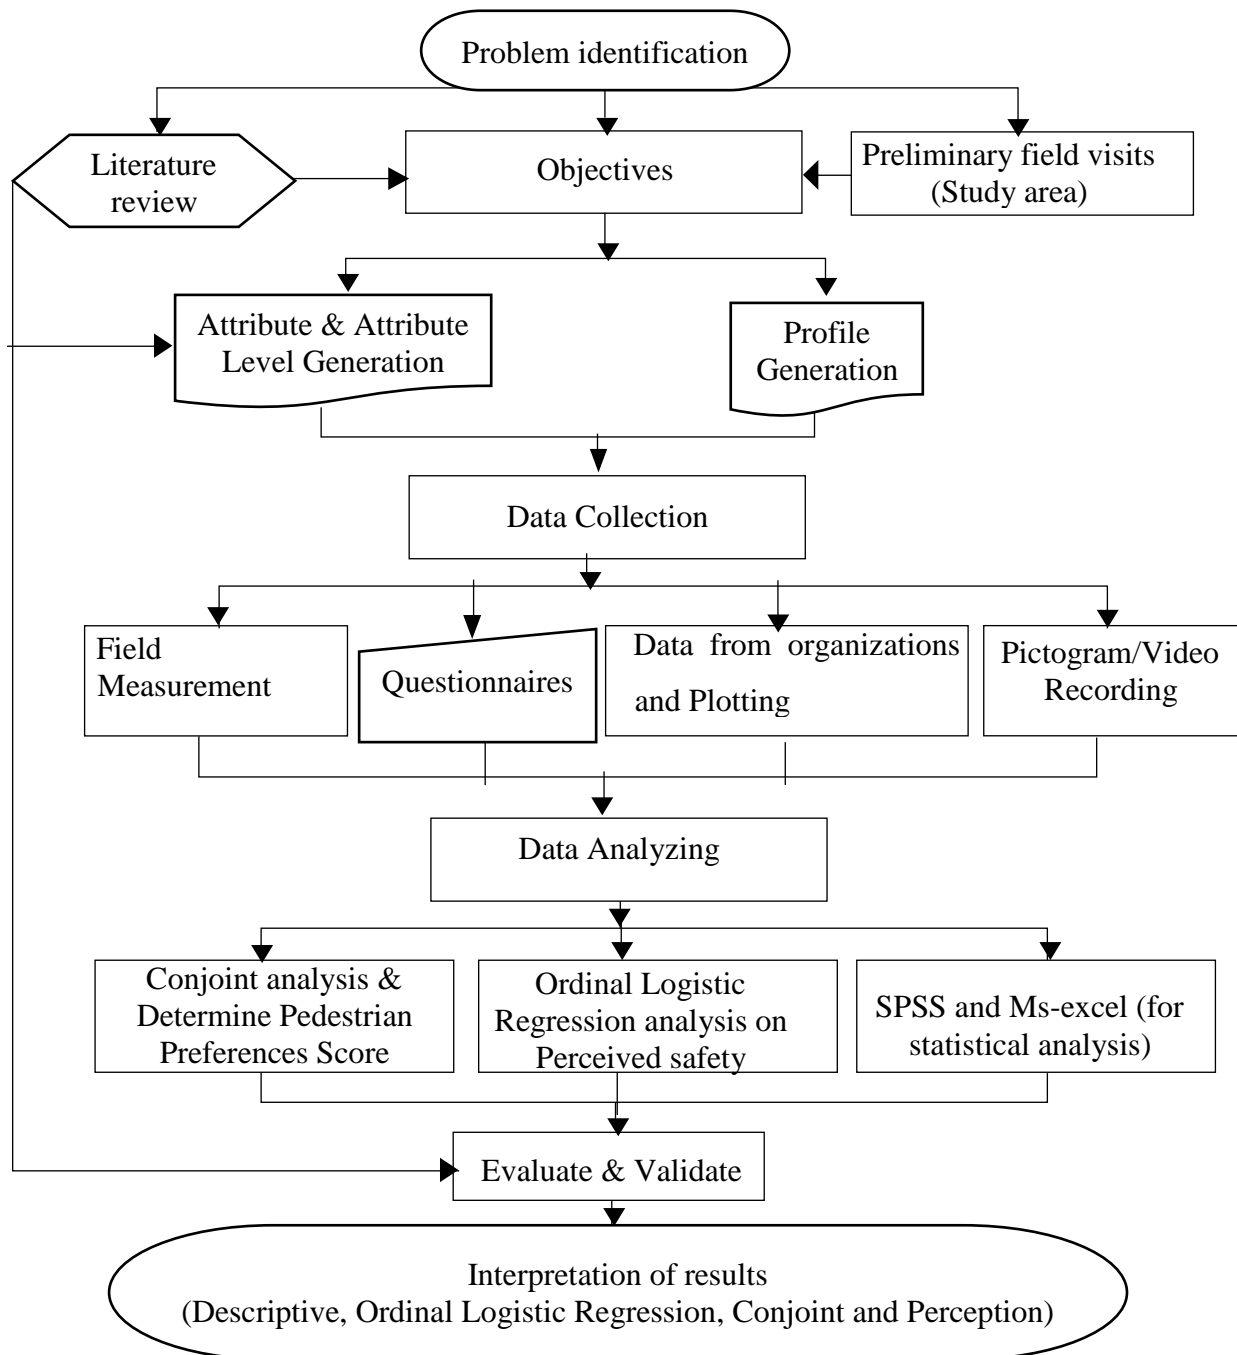 Problem identification
Literature
review
Objectives
Preliminary field visits
(Study area)
Attribute & Attribute
Level Generation
Profile
Generation
Data Collection
Field
Measurement
Questionnaires
Data from organizations
and Plotting
Pictogram/Video
Recording
Data Analyzing
Conjoint analysis &
Determine Pedestrian
Preferences Score
Ordinal Logistic
Regression analysis on
Perceived safety
SPSS and Ms-excel (for
statistical analysis)
Evaluate & Validate
Interpretation of results
(Descriptive, Ordinal Logistic Regression, Conjoint and Perception)